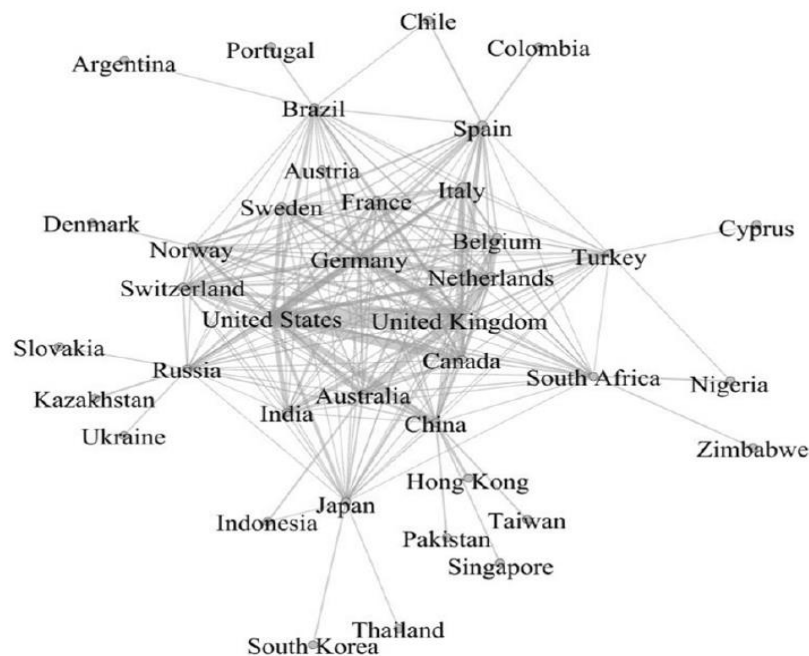 Chile
Portugal
Colombia
Argentina
Brazil
Spain
Austria
Italy
France
Sweden
Denmark
Belgium
Cyprus
Norway
Turkey
Germany
Netherlands
Switzerland
United States
United Kingdom
Slovakia
Canada
Russia
South Africa
Nigeria
Australia
Kazakhstan
India
China
Ukraine
Zimbabwe
Hong Kong
Japan
Taiwan
Indonesia
Pakistan
Singapore
Thailand
South Korea